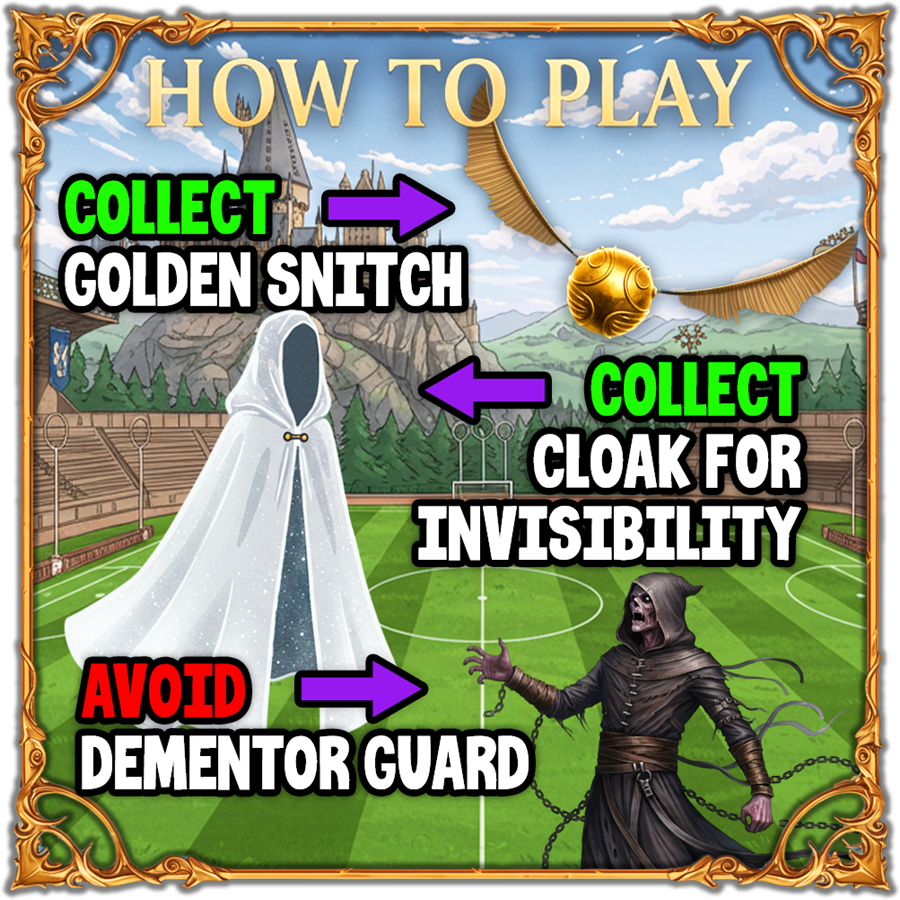 HOW TO PLAY
COLLECT
GOLDEN SNITCH
COLLECT
CLOAK FOR
INVISIBILITY
AVOID
DEMENTOR GUARD